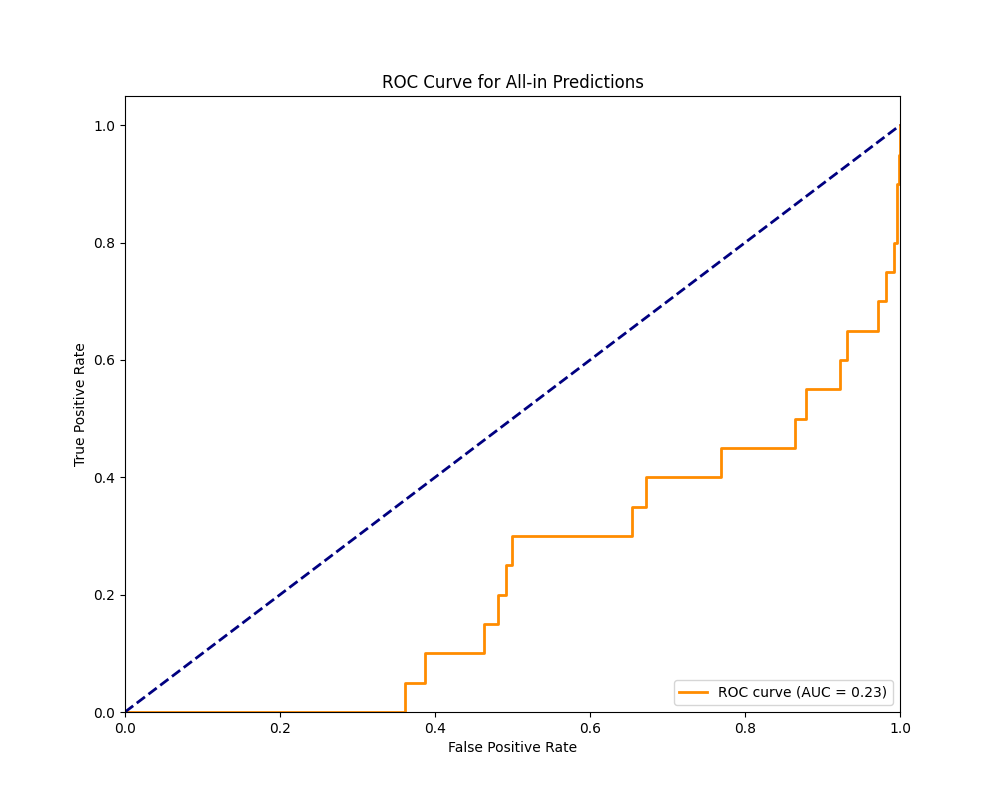 ROC Curve for All-in Predictions
1.0
0.8
0.6
0.4
0.2
0.0
True Positive Rate
ROC curve (AUC = 0.23)
0.0 0.2 0.4 0.6 0.8 1.0
False Positive Rate